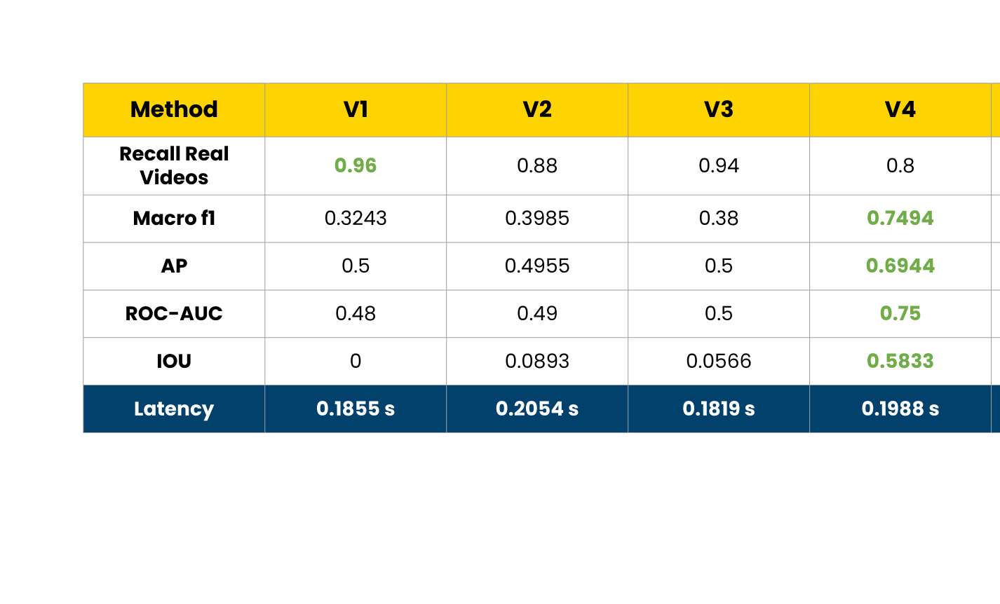 Method V1 V2 V3 V4
Recall Real
Videos 0.96 0.88 0.94 0.8
Macro f1 0.3243 0.3985 0.38 0.7494
AP 0.5 0.4955 0.5 0.6944
ROC-AUC 0.48 0.49 0.5 0.75
IOU 0 0.0893 0.0566 0.5833
Latency 0.1855 s 0.2054 s 0.1819 s 0.1988 s